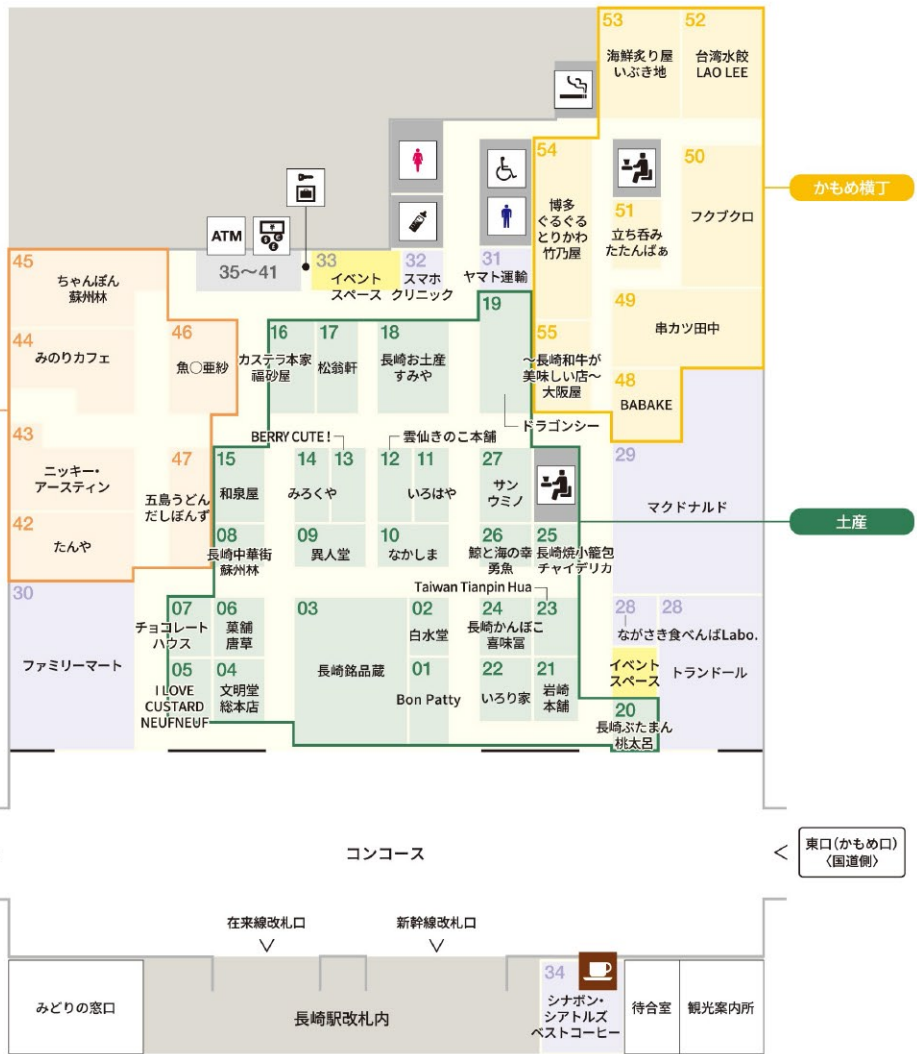 53
海鮮炙り屋
いぶき地
52
台湾水餃
LAO LEE
54
博多
ぐるぐる
とりかわ
竹乃屋
50
フクブクロ
かもめ横丁
51
立ち呑み
たたんばぁ
ATM
35～41
33
イベント
スペース
32
スマホ
クリニック
31
ヤマト運輸
45
ちゃんぽん
蘇州林
49
串カツ田中
44
みのりカフェ
46
魚○亜紗
16
カステラ本家
福砂屋
17
松翁軒
18
長崎お土産
すみや
19
ドラゴンシー
55
～長崎和牛が
美味しい店～
大阪屋
48
BABAKE
43
ニッキー・
アースティン
47
五島うどん
だしぼんず
BERRY CUTE！
雲仙きのこ本舗
15
和泉屋
14
みろくや
13
12
11
いろはや
27
サン
ウミノ
29
マクドナルド
土産
42
たんや
08
長崎中華街
蘇州林
09
異人堂
10
なかしま
26
鯨と海の幸
勇魚
25
長崎焼小籠包
チャイデリカ
Taiwan Tianpin Hua
30
ファミリーマート
07
チョコレート
ハウス
06
菓舗
唐草
03
長崎銘品蔵
02
白水堂
24
長崎かんぼこ
喜味冨
23
28
ながさき食べんばLabo.
28
トランドール
05
I LOVE
CUSTARD
NEUFNEUF
04
文明堂
総本店
01
Bon Patty
22
いろり家
21
岩崎
本舗
イベント
スペース
20
長崎ぶたまん
桃太呂
コンコース
東口（かもめ口）
〈国道側〉
在来線改札口
新幹線改札口
みどりの窓口
長崎駅改札内
34
シナボン・
シアトルズ
ベストコーヒー
待合室
観光案内所